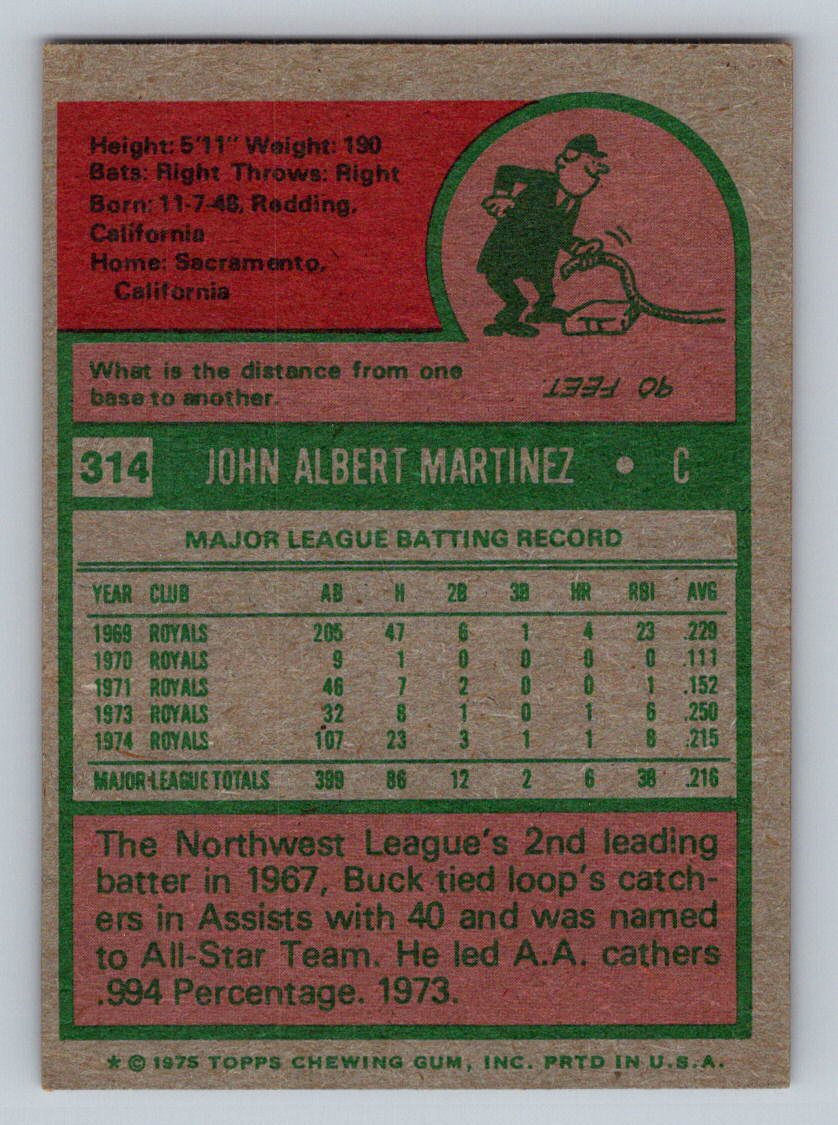 Height: 5'11" Weight: 190
Bats: Right Throws: Right
Born: 11-7-48, Redding,
California
Home: Sacramento,
California
What is the distance from one
base to another.
90 FEET.
314 JOHN ALBERT MARTINEZ • C
MAJOR LEAGUE BATTING RECORD
YEAR CLUB AB H 2B 3B HR RBI AVG
1969 ROYALS 205 47 6 1 4 23 .229
1970 ROYALS 9 1 0 0 0 0 .111
1971 ROYALS 46 7 2 0 0 1 .152
1973 ROYALS 32 8 1 0 1 6 .250
1974 ROYALS 107 23 3 1 1 8 .215
MAJOR-LEAGUE TOTALS 399 86 12 2 6 38 .216
The Northwest League's 2nd leading
batter in 1967, Buck tied loop's catch-
ers in Assists with 40 and was named
to All-Star Team. He led A.A. cathers
.994 Percentage. 1973.
* © 1975 TOPPS CHEWING GUM, INC. PRTD IN U.S.A.